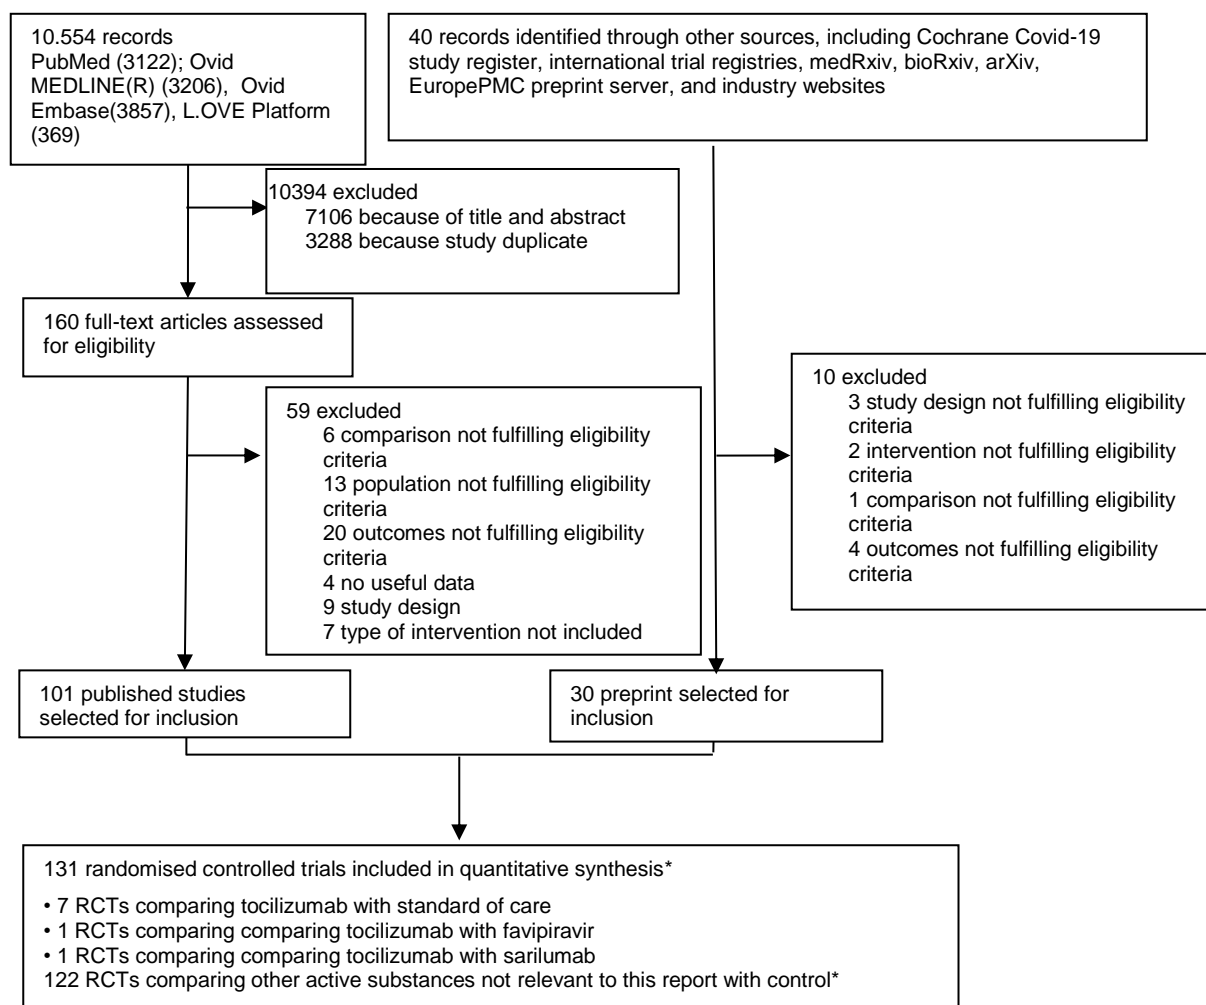 10.554 records
PubMed (3122); Ovid
MEDLINE(R) (3206),  Ovid
Embase(3857), L.OVE Platform
(369)
40 records identified through other sources, including Cochrane Covid-19
study register, international trial registries, medRxiv, bioRxiv, arXiv,
EuropePMC preprint server, and industry websites
10394 excluded
7106 because of title and abstract
3288 because study duplicate
160 full-text articles assessed
for eligibility
59 excluded
6 comparison not fulfilling eligibility
criteria
13 population not fulfilling eligibility
criteria
20 outcomes not fulfilling eligibility
criteria
4 no useful data
9 study design
7 type of intervention not included
10 excluded
3 study design not fulfilling eligibility
criteria
2 intervention not fulfilling eligibility
criteria
1 comparison not fulfilling eligibility
criteria
4 outcomes not fulfilling eligibility
criteria
101 published studies
selected for inclusion
30 preprint selected for
inclusion
131 randomised controlled trials included in quantitative synthesis*
• 7 RCTs comparing tocilizumab with standard of care
• 1 RCTs comparing comparing tocilizumab with favipiravir
• 1 RCTs comparing comparing tocilizumab with sarilumab
122 RCTs comparing other active substances not relevant to this report with control*